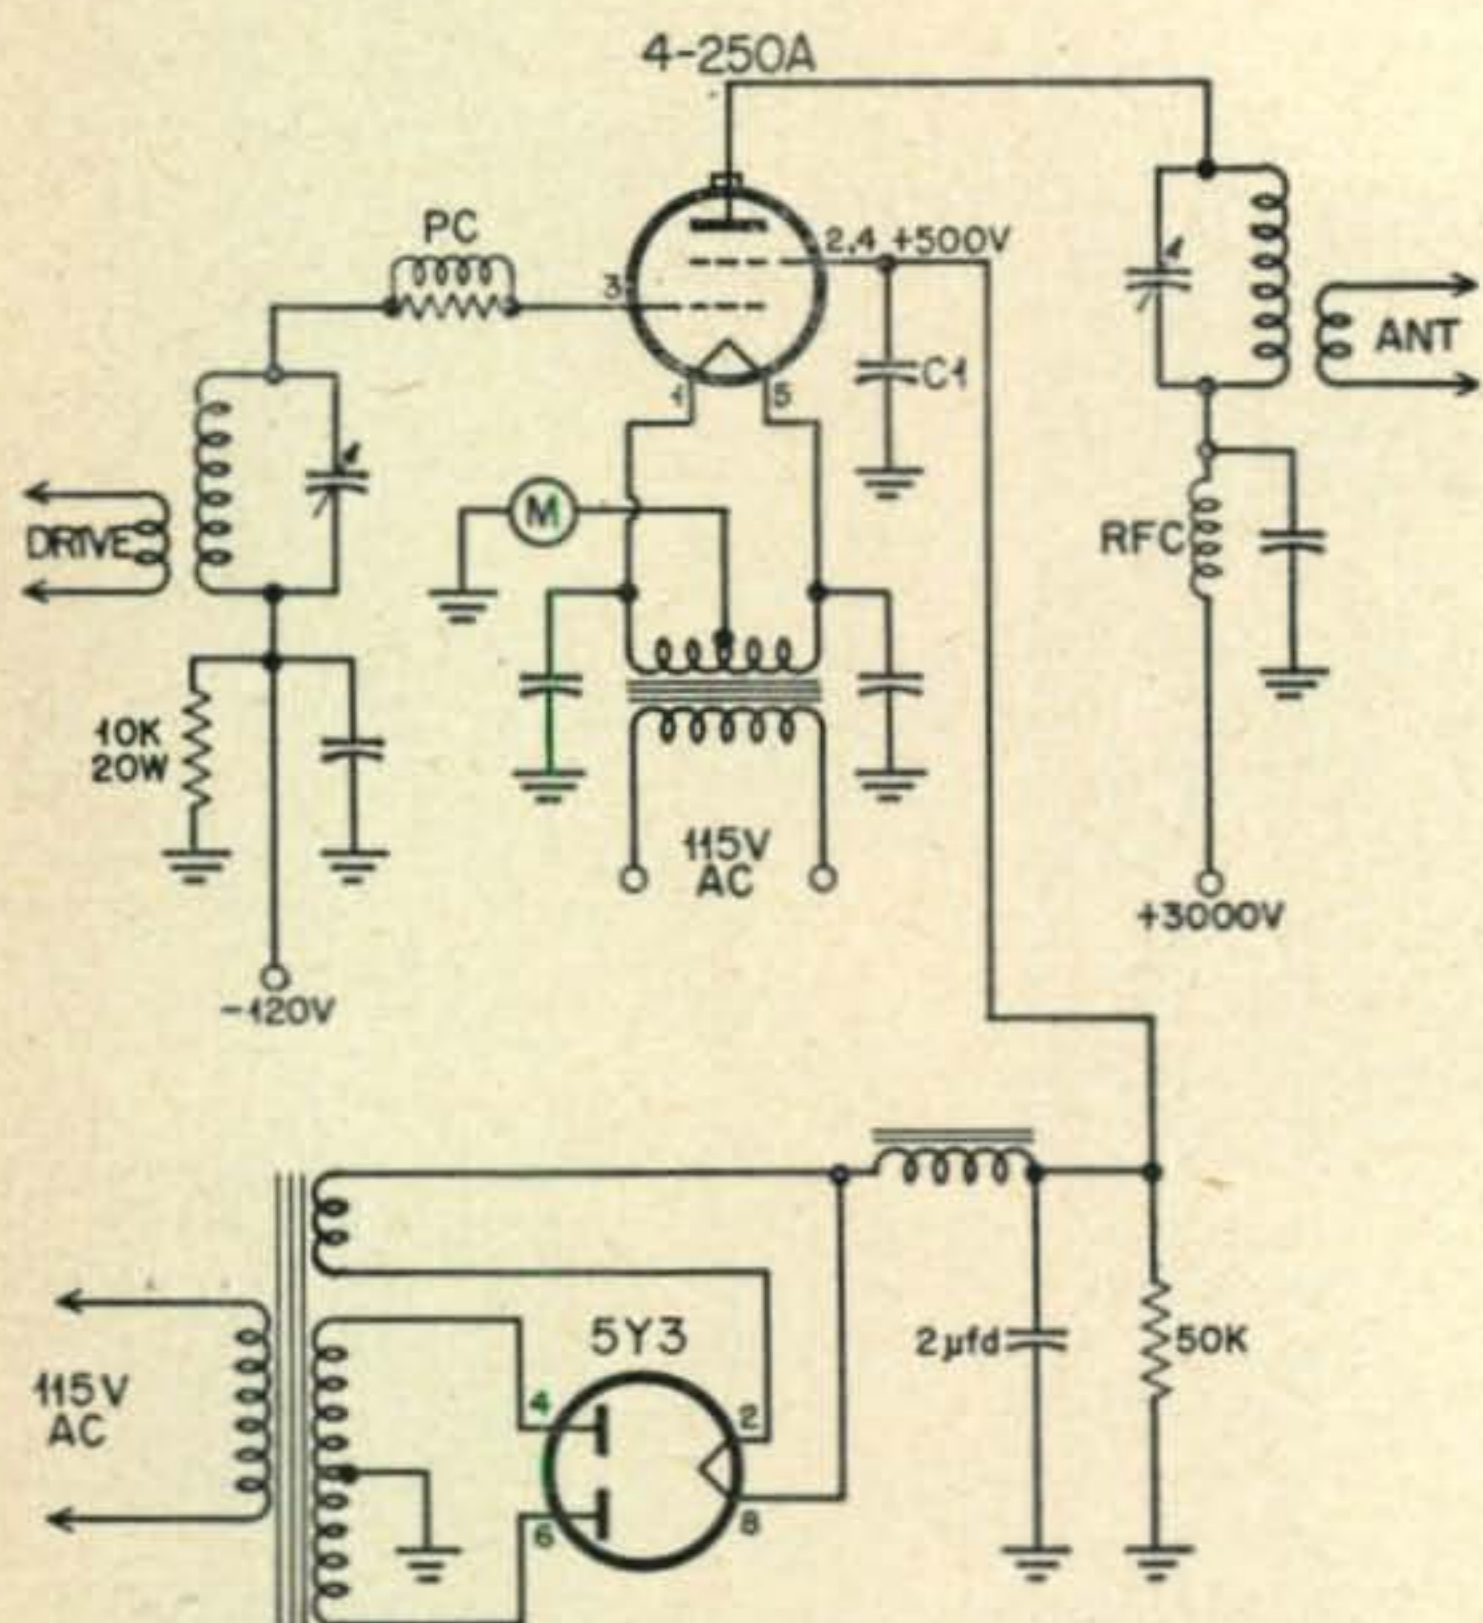 4-250A
PC
3
2.4 +500V
C1
1
5
ANT
M
DRIVE
RFC
10K
20W
115V
AC
+3000V
-120V
5Y3
2µfd
50K
4
2
115V
AC
6
8